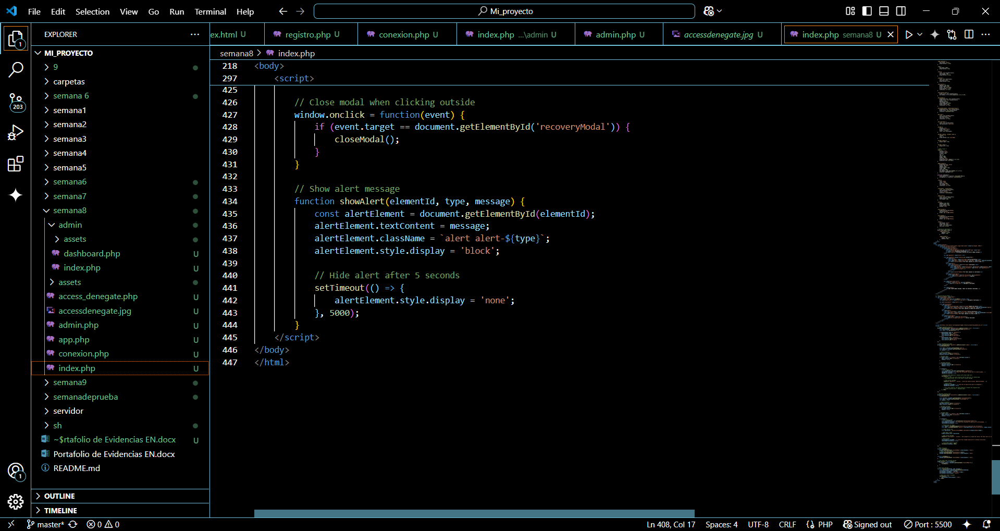 File Edit Selection View Go Run Terminal Help
Mi_proyecto
EXPLORER
ex.html U
registro.php U
conexion.php U
index.php ...\admin U
admin.php U
accessdenegate.jpg U
index.php semana8 U
1
203
1
MI_PROYECTO
9
carpetas
semana 6
semana1
semana2
semana3
semana4
semana5
semana6
semana7
semana8
admin
assets
dashboard.php U
index.php U
assets
access_denegate.php U
accessdenegate.jpg U
admin.php U
app.php U
conexion.php U
index.php U
semana9
semanadeprueba
servidor
sh
~$rtafolio de Evidencias EN.docx U
Portafolio de Evidencias EN.docx
README.md
OUTLINE
TIMELINE
semana8 > index.php
218 <body>
297 <script>
425
426 // Close modal when clicking outside
427 window.onclick = function(event) {
428 if (event.target == document.getElementById('recoveryModal')) {
429 closeModal();
430 }
431 }
432
433 // Show alert message
434 function showAlert(elementId, type, message) {
435 const alertElement = document.getElementById(elementId);
436 alertElement.textContent = message;
437 alertElement.className = `alert alert-${type}`;
438 alertElement.style.display = 'block';
439
440 // Hide alert after 5 seconds
441 setTimeout(() => {
442 alertElement.style.display = 'none';
443 }, 5000);
444 }
445 </script>
446 </body>
447 </html>
master* 0 0
Ln 408, Col 17 Spaces: 4 UTF-8 CRLF PHP Signed out Port : 5500